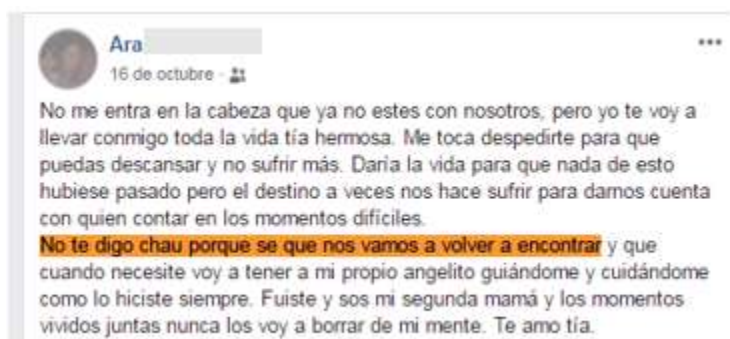 Ara
16 de octubre ·
No me entra en la cabeza que ya no estes con nosotros, pero yo te voy a
llevar conmigo toda la vida tía hermosa. Me toca despedirte para que
puedas descansar y no sufrir más. Daría la vida para que nada de esto
hubiese pasado pero el destino a veces nos hace sufrir para darnos cuenta
con quien contar en los momentos difíciles.
No te digo chau porque se que nos vamos a volver a encontrar y que
cuando necesite voy a tener a mi propio angelito guiándome y cuidándome
como lo hiciste siempre. Fuiste y sos mi segunda mamá y los momentos
vividos juntas nunca los voy a borrar de mi mente. Te amo tía.